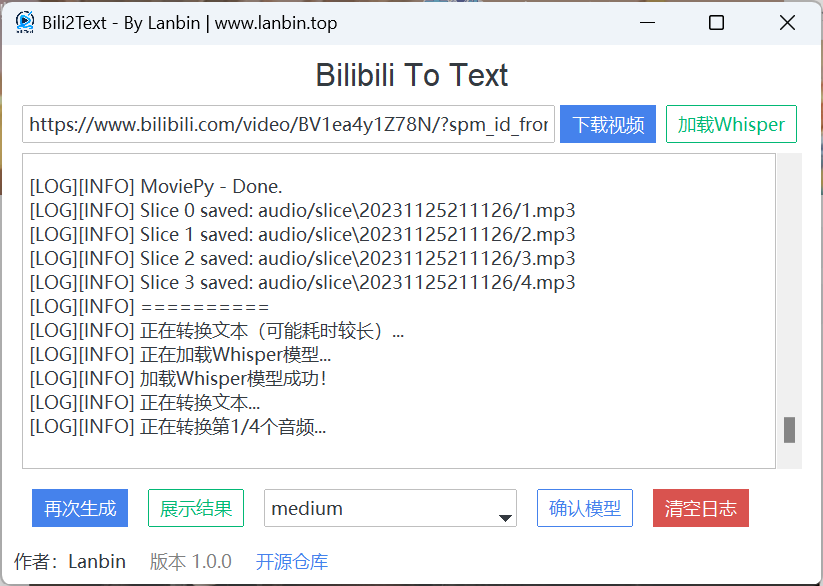 Bili2Text - By Lanbin | www.lanbin.top
Bilibili To Text
https://www.bilibili.com/video/BV1ea4y1Z78N/?spm_id_fror
下载视频
加载Whisper
[LOG][INFO] MoviePy - Done.
[LOG][INFO] Slice 0 saved: audio/slice\20231125211126/1.mp3
[LOG][INFO] Slice 1 saved: audio/slice\20231125211126/2.mp3
[LOG][INFO] Slice 2 saved: audio/slice\20231125211126/3.mp3
[LOG][INFO] Slice 3 saved: audio/slice\20231125211126/4.mp3
[LOG][INFO] ==========
[LOG][INFO] 正在转换文本（可能耗时较长）...
[LOG][INFO] 正在加载Whisper模型...
[LOG][INFO] 加载Whisper模型成功！
[LOG][INFO] 正在转换文本...
[LOG][INFO] 正在转换第1/4个音频...
再次生成
展示结果
medium
确认模型
清空日志
作者：Lanbin
版本 1.0.0
开源仓库